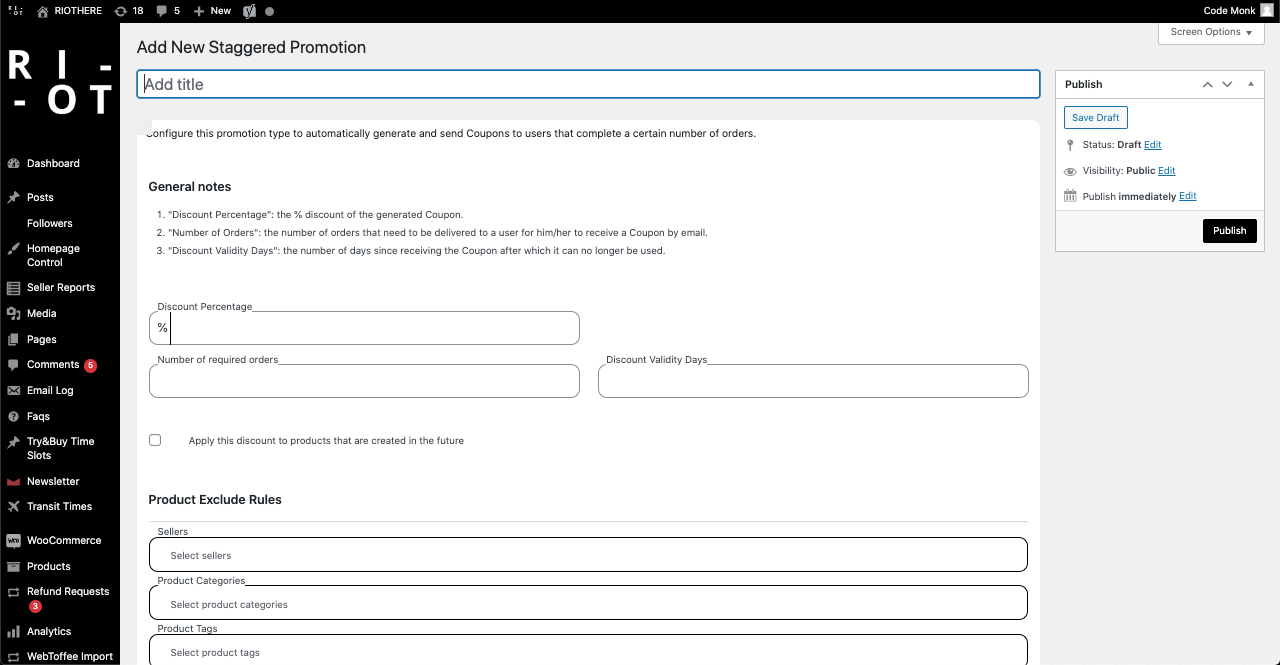 RI-OT
RIOTHERE
18
5
New
Code Monk
Screen Options
R I -
- O T
Dashboard
Posts
Followers
Homepage
Control
Seller Reports
Media
Pages
Comments 5
Email Log
Faqs
Try&Buy Time
Slots
Newsletter
Transit Times
WooCommerce
Products
Refund Requests
3
Analytics
WebToffee Import
Add New Staggered Promotion
Add title
Configure this promotion type to automatically generate and send Coupons to users that complete a certain number of orders.
General notes
1. "Discount Percentage": the % discount of the generated Coupon.
2. "Number of Orders": the number of orders that need to be delivered to a user for him/her to receive a Coupon by email.
3. "Discount Validity Days": the number of days since receiving the Coupon after which it can no longer be used.
Discount Percentage
%
Number of required orders
Discount Validity Days
Apply this discount to products that are created in the future
Product Exclude Rules
Sellers
Select sellers
Product Categories
Select product categories
Product Tags
Select product tags
Publish
Save Draft
Status: Draft Edit
Visibility: Public Edit
Publish immediately Edit
Publish